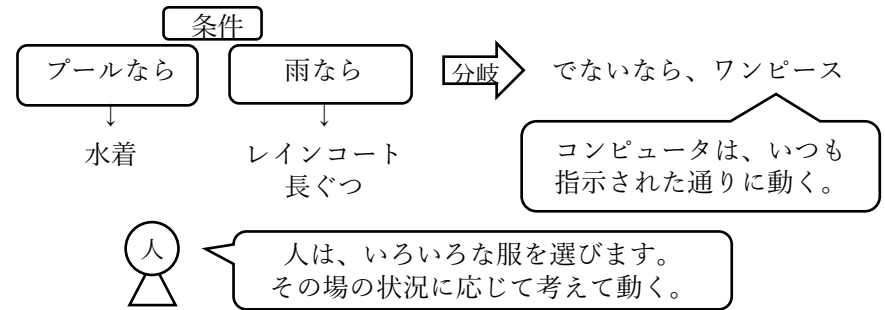 条件
プールなら
雨なら
分岐
でないなら、ワンピース
↓
↓
水着
レインコート
長ぐつ
コンピュータは、いつも
指示された通りに動く。
人
人は、いろいろな服を選びます。
その場の状況に応じて考えて動く。